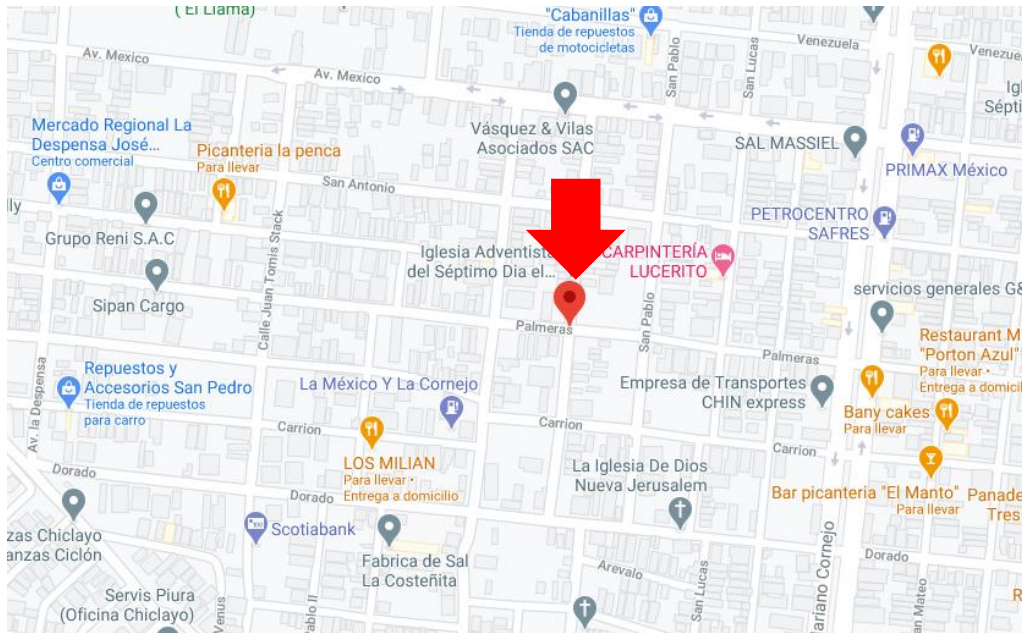 ( El Llama)
"Cabanillas"
Tienda de repuestos
de motocicletas
San Pablo
San Lucas
Venezuela
Venezue
Av. Mexico
Av. Mexico
Vásquez & Vilas
Asociados SAC
SAL MASSIEL
Igl
Sépti
PRIMAX México
Mercado Regional La
Despensa José...
Centro comercial
Picanteria la penca
Para llevar
San Antonio
lly
Grupo Reni S.A.C
Calle Juan Tomis Stack
Iglesia Adventista
del Séptimo Dia el...
CARPINTERÍA
LUCERITO
PETROCENTRO
SAFRES
Sipan Cargo
servicios generales G&
Palmeras
San Pablo
Palmeras
Restaurant M
"Porton Azul"
Para llevar •
Entrega a domicil
Repuestos y
Accesorios San Pedro
Tienda de repuestos
para carro
La México Y La Cornejo
Empresa de Transportes
CHIN express
Bany cakes
Para llevar
Av. la Despensa
Carrion
Carrion
Carrion
LOS MILIAN
Para llevar •
Entrega a domicilio
La Iglesia De Dios
Nueva Jerusalem
Bar picanteria "El Manto"
Para llevar
Panade
Tres
Dorado
Dorado
Dorado
zas Chiclayo
anzas Ciclón
Scotiabank
Fabrica de Sal
La Costeñita
Arevalo
San Lucas
Mariano Cornejo
San Mateo
Servis Piura
(Oficina Chiclayo)
Venus
ablo II
R